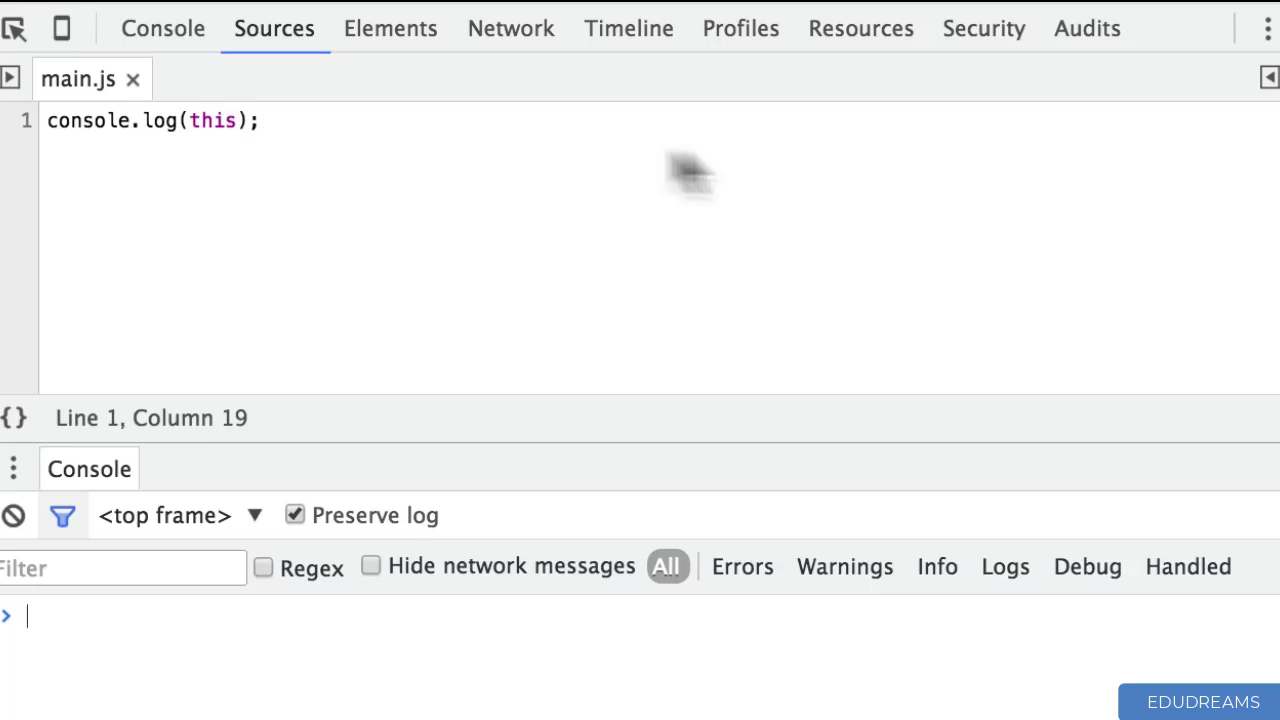 Console Sources Elements Network Timeline Profiles Resources Security Audits
main.js ×
1 console.log(this);
{} Line 1, Column 19
Console
<top frame> ▼ Preserve log
Filter Regex Hide network messages All Errors Warnings Info Logs Debug Handled
>
EDUDREAMS